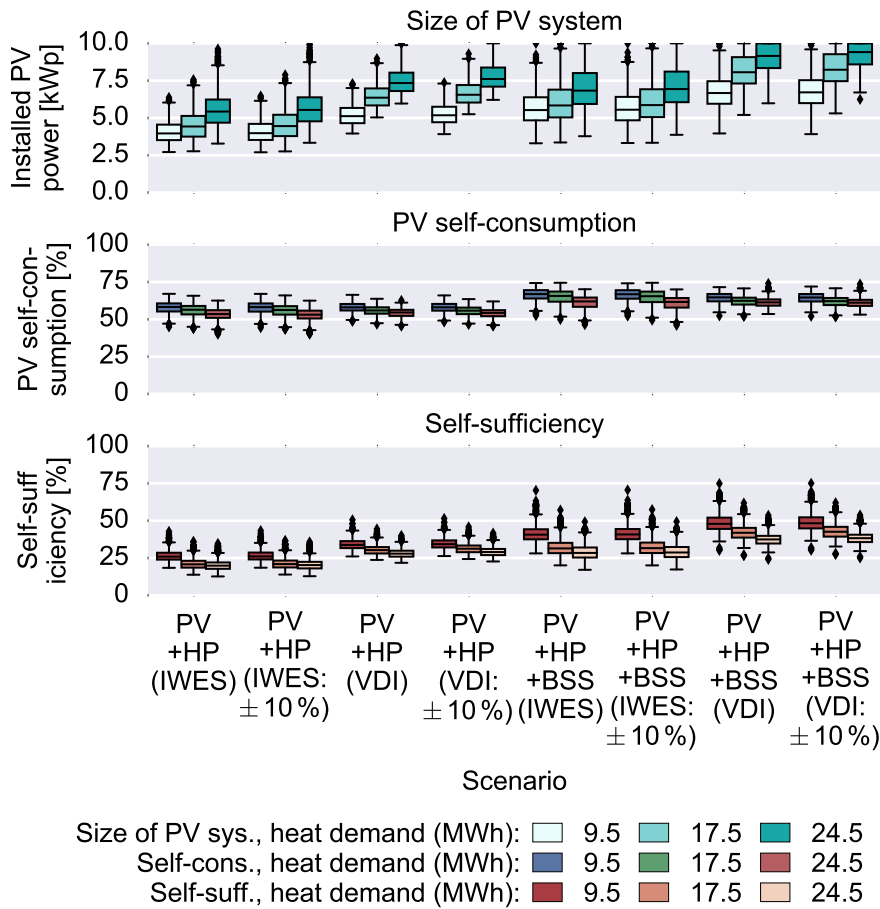 Size of PV system
Installed PV
power [kWp]
10.0
7.5
5.0
2.5
0.0
PV self-consumption
PV self-con-
sumption [%]
100
75
50
25
0
Self-sufficiency
Self-suff
iciency [%]
100
75
50
25
0
PV
+HP
(IWES)
PV
+HP
(IWES:
± 10 %)
PV
+HP
(VDI)
PV
+HP
(VDI:
± 10 %)
PV
+HP
+BSS
(IWES)
PV
+HP
+BSS
(IWES:
± 10 %)
PV
+HP
+BSS
(VDI)
PV
+HP
+BSS
(VDI:
± 10 %)
Scenario
Size of PV sys., heat demand (MWh): 9.5 17.5 24.5
Self-cons., heat demand (MWh): 9.5 17.5 24.5
Self-suff., heat demand (MWh): 9.5 17.5 24.5